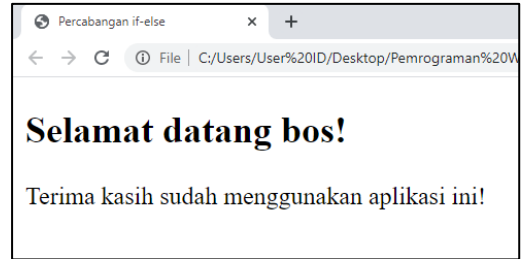 Percabangan if-else
File | C:/Users/User%20ID/Desktop/Pemrograman%20W
Selamat datang bos!
Terima kasih sudah menggunakan aplikasi ini!